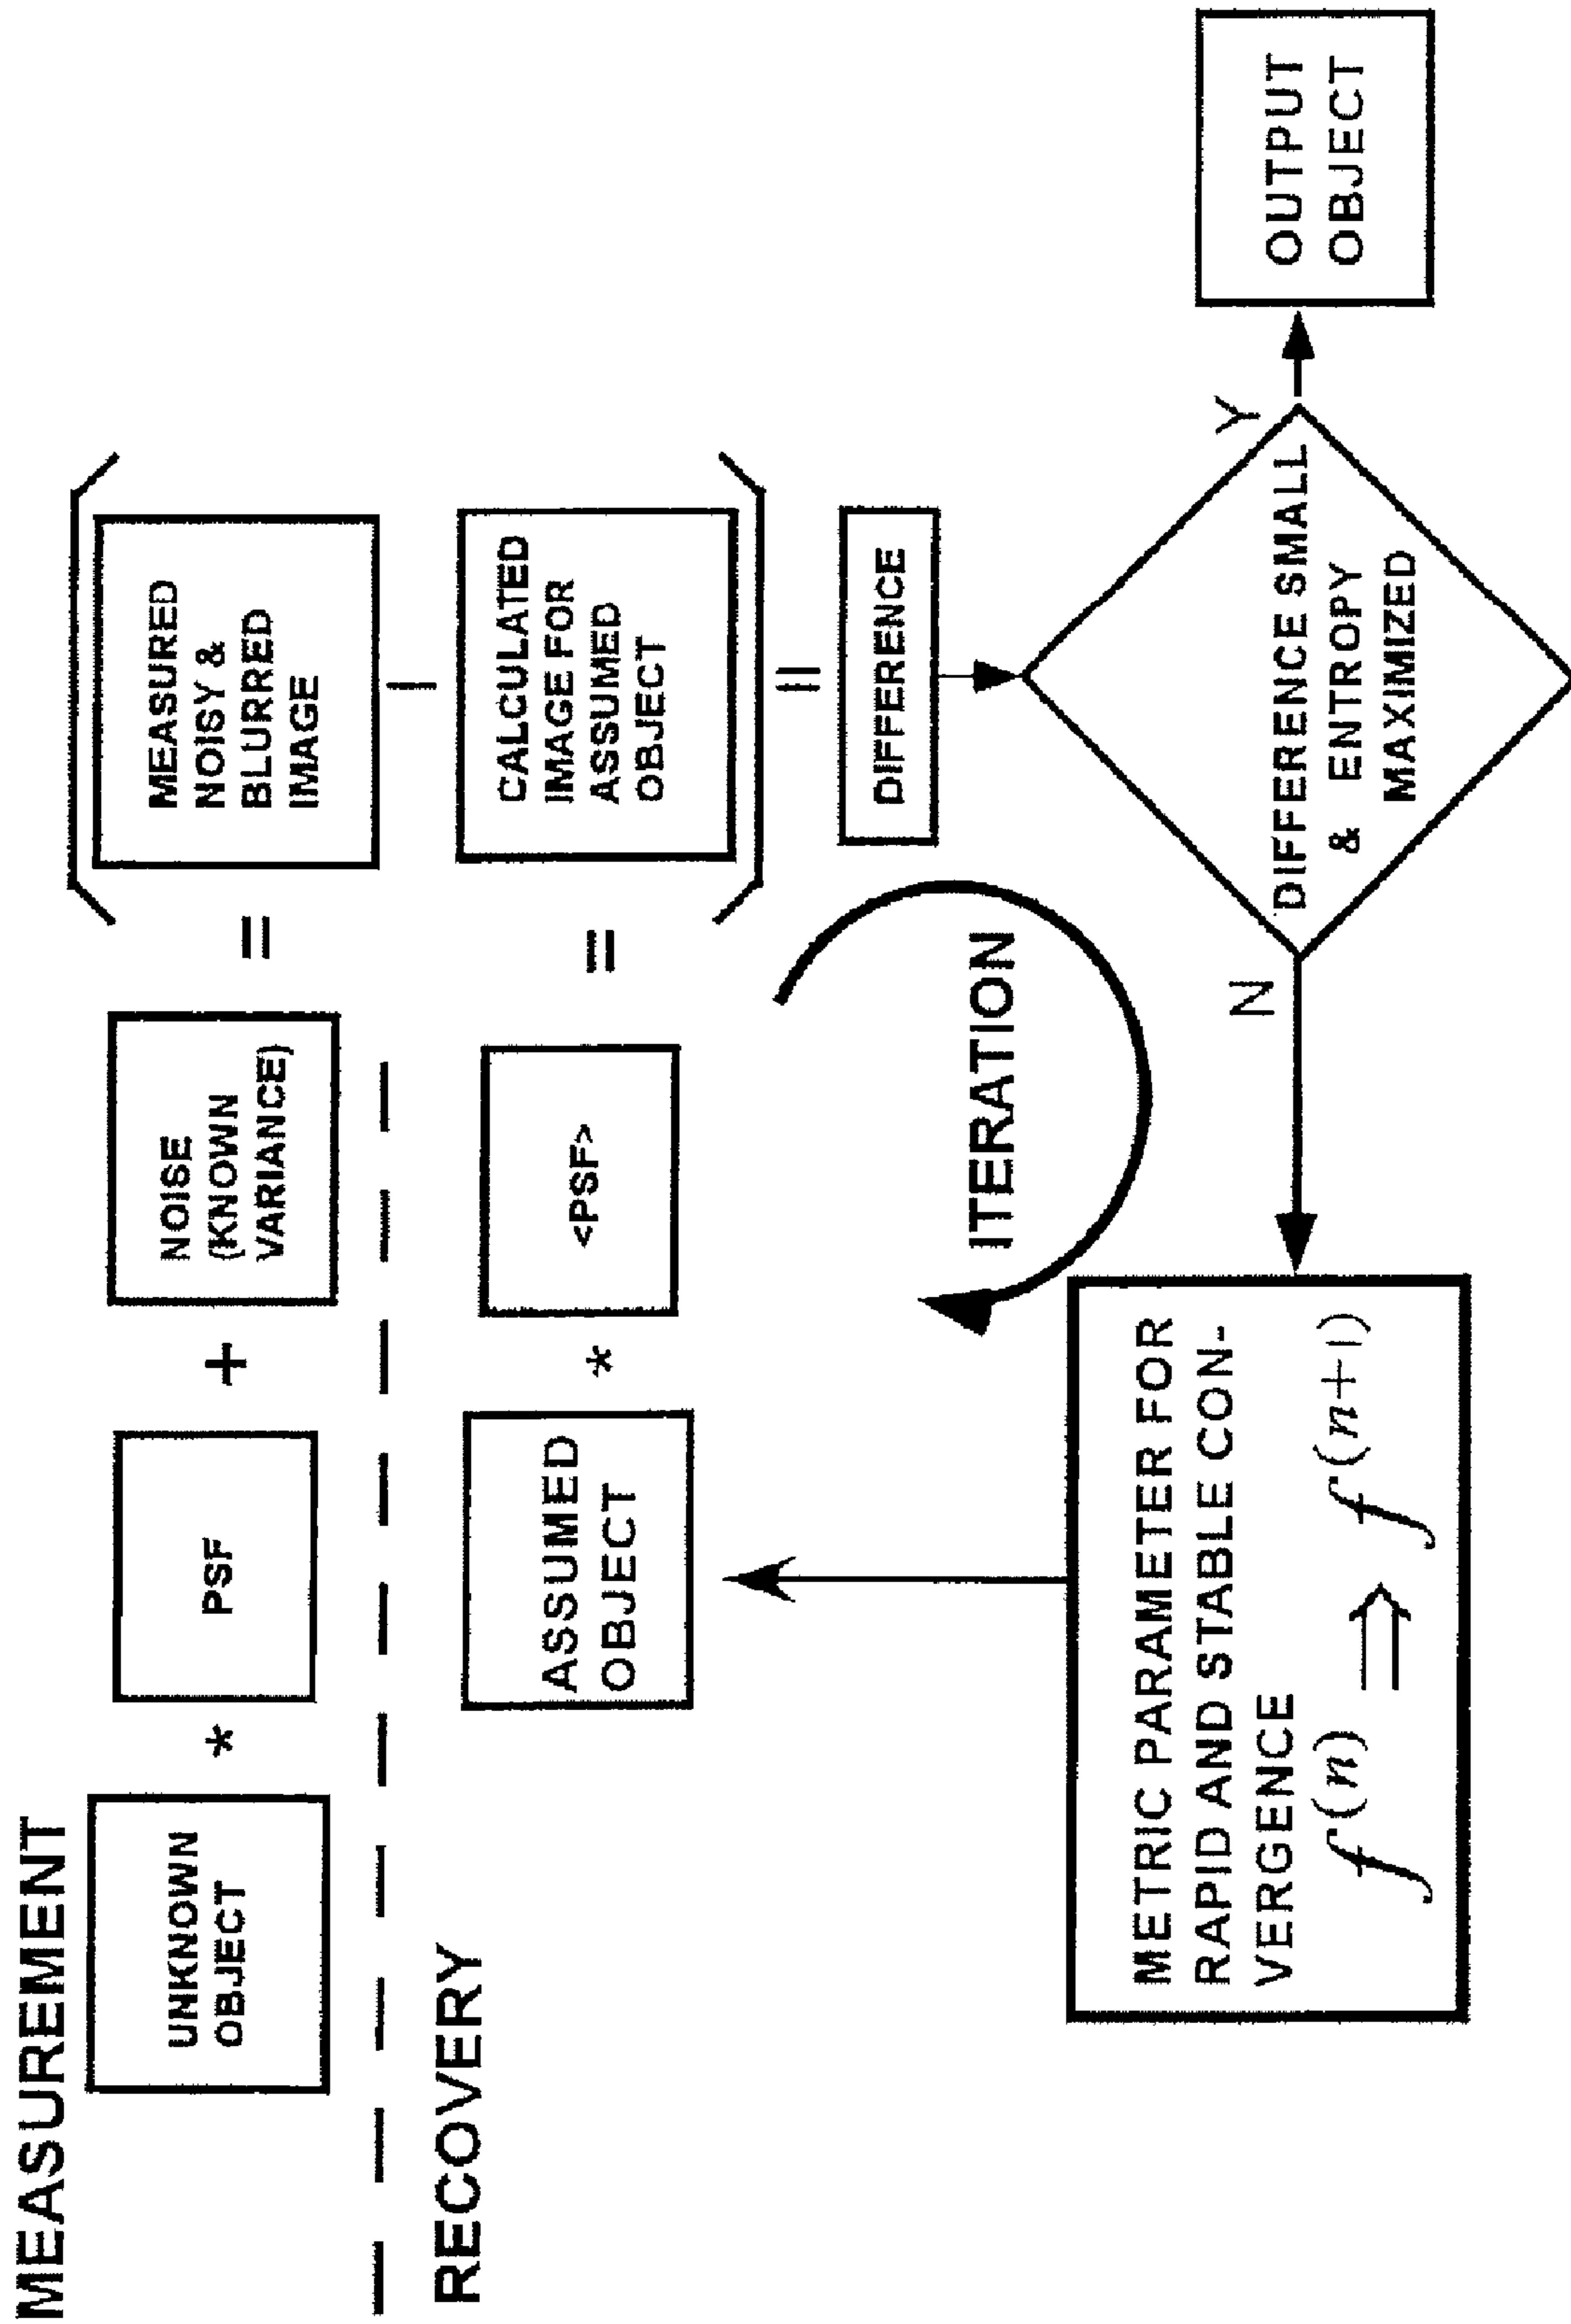 MEASUREMENT
UNKNOWN
OBJECT
*
PSF
+
NOISE
(KNOWN
VARIANCE)
=
MEASURED
NOISY &
BLURRED
IMAGE
−
RECOVERY
ASSUMED
OBJECT
*
<PSF>
=
CALCULATED
IMAGE FOR
ASSUMED
OBJECT
=
DIFFERENCE
ITERATION
METRIC PARAMETER FOR
RAPID AND STABLE CON-
VERGENCE
f(n) ⇒ f(n+1)
N
DIFFERENCE SMALL
& ENTROPY
MAXIMIZED
Y
OUTPUT
OBJECT